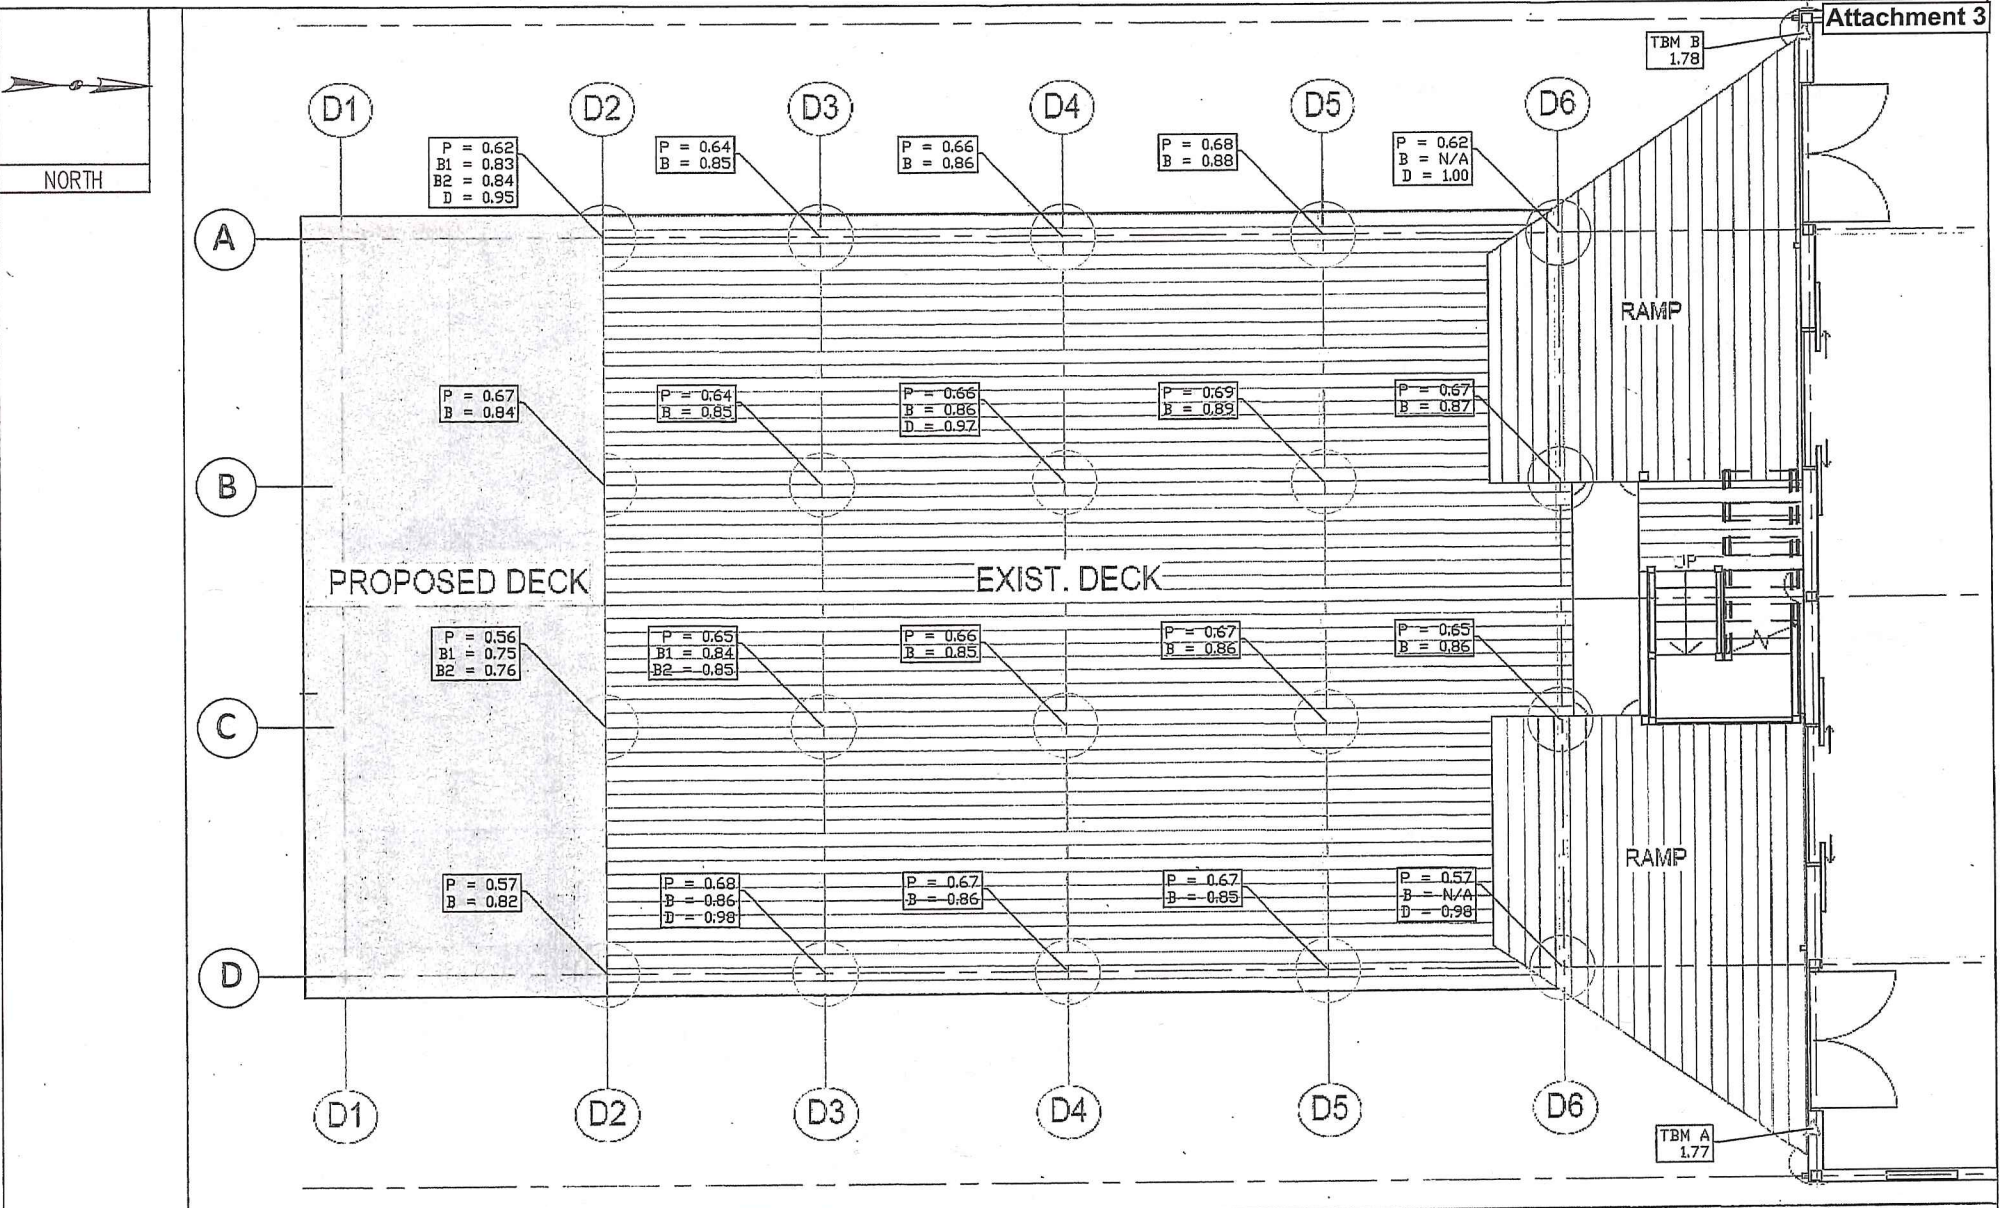 Attachment 3
TBM B
1.78
NORTH
D1
D2
D3
D4
D5
D6
P = 0.62
B1 = 0.83
B2 = 0.84
D = 0.95
P = 0.64
B = 0.85
P = 0.66
B = 0.86
P = 0.68
B = 0.88
P = 0.62
B = N/A
D = 1.00
A
RAMP
P = 0.67
B = 0.84
P = 0.64
B = 0.85
P = 0.66
B = 0.86
D = 0.97
P = 0.69
B = 0.89
P = 0.67
B = 0.87
B
UP
PROPOSED DECK
EXIST. DECK
P = 0.56
B1 = 0.75
B2 = 0.76
P = 0.65
B1 = 0.84
B2 = 0.85
P = 0.66
B = 0.85
P = 0.67
B = 0.86
P = 0.65
B = 0.86
C
RAMP
P = 0.57
B = 0.82
P = 0.68
B = 0.86
D = 0.98
P = 0.67
B = 0.86
P = 0.67
B = 0.85
P = 0.57
B = N/A
D = 0.98
D
D1
D2
D3
D4
D5
D6
TBM A
1.77